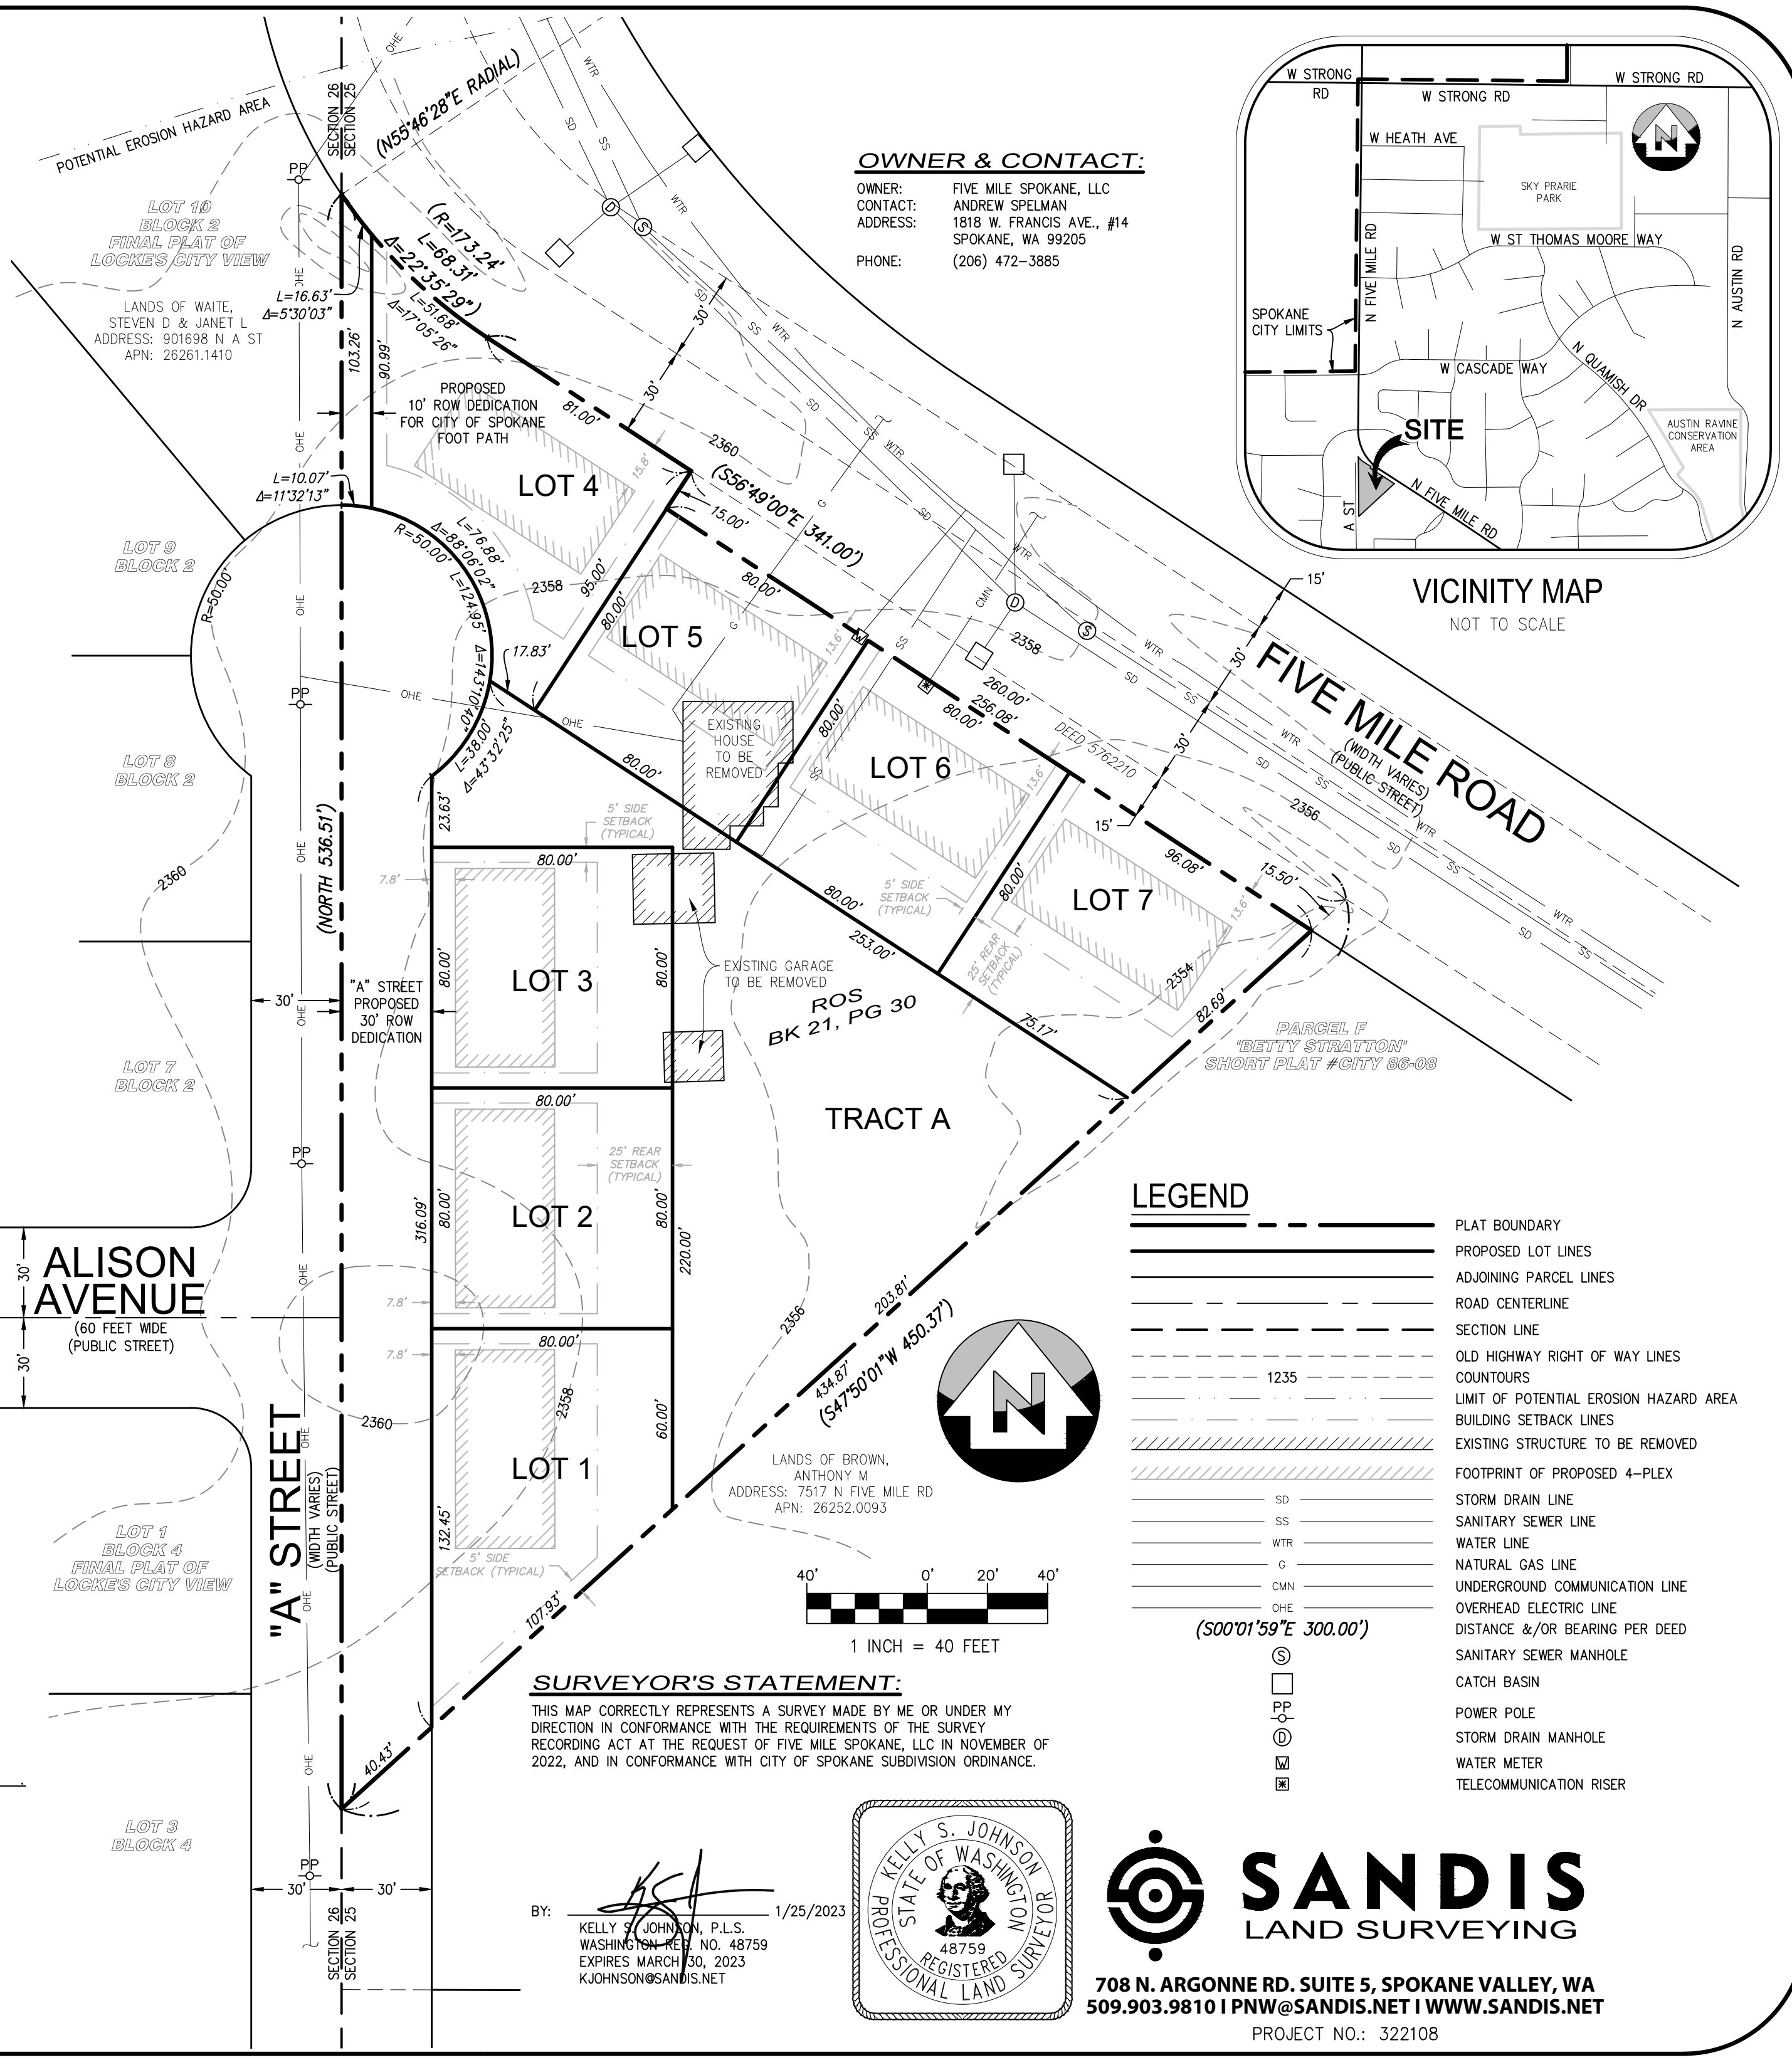 SECTION 26
SECTION 25
OHE
(N55°46'28"E RADIAL)
POTENTIAL EROSION HAZARD AREA
PP
LOT 10
BLOCK 2
FINAL PLAT OF
LOCKE'S CITY VIEW
LANDS OF WAITE,
STEVEN D & JANET L
ADDRESS: 901698 N A ST
APN: 26261.1410
L=16.63'
Δ=5°30'03"
(R=173.24'
L=68.31'
Δ=22°35'29")
L=51.68'
Δ=17°05'26"
103.26'
90.99'
PROPOSED
10' ROW DEDICATION
FOR CITY OF SPOKANE
FOOT PATH
81.00'
LOT 4
15.8'
L=10.07'
Δ=11°32'13"
R=50.00'
L=76.88'
Δ=88°06'02"
R=50.00'
L=124.95'
Δ=143°10'40"
L=38.00'
Δ=43°32'25"
17.83'
2358
95.00'
80.00'
LOT 9
BLOCK 2
LOT 8
BLOCK 2
LOT 7
BLOCK 2
OWNER & CONTACT:
OWNER: FIVE MILE SPOKANE, LLC
CONTACT: ANDREW SPELMAN
ADDRESS: 1818 W. FRANCIS AVE., #14
SPOKANE, WA 99205
PHONE: (206) 472-3885
W STRONG
RD
W STRONG RD
W STRONG RD
W HEATH AVE
SKY PRARIE
PARK
W ST THOMAS MOORE WAY
N FIVE MILE RD
N AUSTIN RD
SPOKANE
CITY LIMITS
W CASCADE WAY
N QUAMISH DR
AUSTIN RAVINE
CONSERVATION
AREA
SITE
N FIVE MILE RD
A ST
VICINITY MAP
NOT TO SCALE
30'
30'
2360
(S56°49'00"E 341.00')
15.00'
80.00'
LOT 5
13.6'
EXISTING
HOUSE
TO BE
REMOVED
80.00'
80.00'
260.00'
256.08'
80.00'
2358
DEED 5762210
LOT 6
13.6'
15'
30'
30'
15'
FIVE MILE ROAD
(WIDTH VARIES)
(PUBLIC STREET)
2356
96.08'
15.50'
LOT 7
13.6'
80.00'
80.00'
253.00'
75.17'
2354
82.69'
5' SIDE
SETBACK
(TYPICAL)
25' REAR
SETBACK
(TYPICAL)
PARCEL F
"BETTY STRATTON"
SHORT PLAT #CITY 86-08
5' SIDE
SETBACK
(TYPICAL)
23.63'
80.00'
7.8'
(NORTH 536.51')
2360
LOT 3
80.00'
80.00'
EXISTING GARAGE
TO BE REMOVED
ROS
BK 21, PG 30
"A" STREET
PROPOSED
30' ROW
DEDICATION
30'
TRACT A
80.00'
25' REAR
SETBACK
(TYPICAL)
LOT 2
316.09'
80.00'
80.00'
220.00'
7.8'
ALISON
AVENUE
(60 FEET WIDE
(PUBLIC STREET)
30'
30'
7.8'
80.00'
2360
2358
60.00'
LOT 1
132.45'
5' SIDE
SETBACK (TYPICAL)
107.93'
2356
203.81'
434.87'
(S47°50'01"W 450.37')
LANDS OF BROWN,
ANTHONY M
ADDRESS: 7517 N FIVE MILE RD
APN: 26252.0093
"A" STREET
(WIDTH VARIES)
(PUBLIC STREET)
LOT 1
BLOCK 4
FINAL PLAT OF
LOCKE'S CITY VIEW
LOT 3
BLOCK 4
40.43'
PP
30'
30'
SECTION 26
SECTION 25
N
40' 0' 20' 40'
1 INCH = 40 FEET
LEGEND
PLAT BOUNDARY
PROPOSED LOT LINES
ADJOINING PARCEL LINES
ROAD CENTERLINE
SECTION LINE
OLD HIGHWAY RIGHT OF WAY LINES
1235 COUNTOURS
LIMIT OF POTENTIAL EROSION HAZARD AREA
BUILDING SETBACK LINES
EXISTING STRUCTURE TO BE REMOVED
FOOTPRINT OF PROPOSED 4-PLEX
SD STORM DRAIN LINE
SS SANITARY SEWER LINE
WTR WATER LINE
G NATURAL GAS LINE
CMN UNDERGROUND COMMUNICATION LINE
OHE OVERHEAD ELECTRIC LINE
(S00°01'59"E 300.00') DISTANCE &/OR BEARING PER DEED
S SANITARY SEWER MANHOLE
CATCH BASIN
PP POWER POLE
D STORM DRAIN MANHOLE
W WATER METER
TELECOMMUNICATION RISER
SURVEYOR'S STATEMENT:
THIS MAP CORRECTLY REPRESENTS A SURVEY MADE BY ME OR UNDER MY
DIRECTION IN CONFORMANCE WITH THE REQUIREMENTS OF THE SURVEY
RECORDING ACT AT THE REQUEST OF FIVE MILE SPOKANE, LLC IN NOVEMBER OF
2022, AND IN CONFORMANCE WITH CITY OF SPOKANE SUBDIVISION ORDINANCE.
BY: 1/25/2023
KELLY S. JOHNSON, P.L.S.
WASHINGTON REG. NO. 48759
EXPIRES MARCH 30, 2023
KJOHNSON@SANDIS.NET
KELLY S. JOHNSON
STATE OF WASHINGTON
48759
REGISTERED
PROFESSIONAL LAND SURVEYOR
SANDIS
LAND SURVEYING
708 N. ARGONNE RD. SUITE 5, SPOKANE VALLEY, WA
509.903.9810 I PNW@SANDIS.NET I WWW.SANDIS.NET
PROJECT NO.: 322108